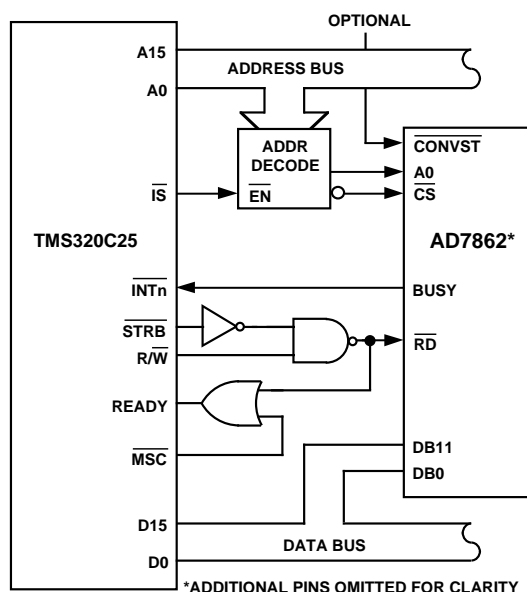 OPTIONAL
A15
ADDRESS BUS
A0
ADDR
DECODE
EN
CONVST
A0
CS
IS
TMS320C25
AD7862*
INTn
BUSY
STRB
R/W
RD
READY
MSC
DB11
DB0
D15
DATA BUS
D0
*ADDITIONAL PINS OMITTED FOR CLARITY